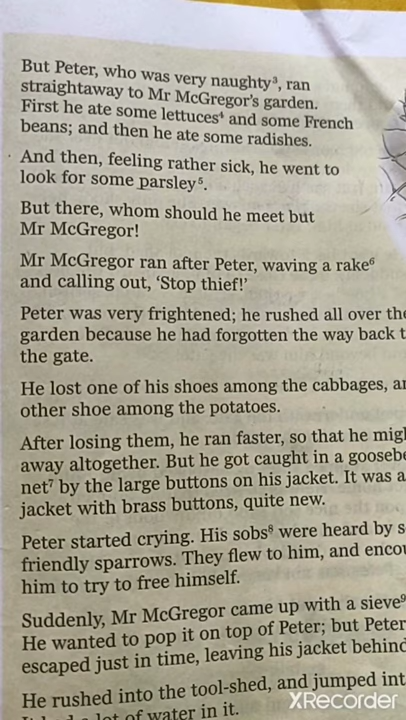 But Peter, who was very naughty³, ran
straightaway to Mr McGregor's garden.
First he ate some lettuces⁴ and some French
beans; and then he ate some radishes.
And then, feeling rather sick, he went to
look for some parsley⁵.
But there, whom should he meet but
Mr McGregor!
Mr McGregor ran after Peter, waving a rake⁶
and calling out, 'Stop thief!'
Peter was very frightened; he rushed all over the
garden because he had forgotten the way back
the gate.
He lost one of his shoes among the cabbages,
other shoe among the potatoes.
After losing them, he ran faster, so that he
away altogether. But he got caught in a
net⁷ by the large buttons on his jacket. It was a
jacket with brass buttons, quite new.
Peter started crying. His sobs⁸ were heard by
friendly sparrows. They flew to him, and
him to try to free himself.
Suddenly, Mr McGregor came up with a sieve⁹
He wanted to pop it on top of Peter; but Peter
escaped just in time, leaving his jacket
He rushed into the tool-shed, and jumped
lot of water in it.
XRecorder